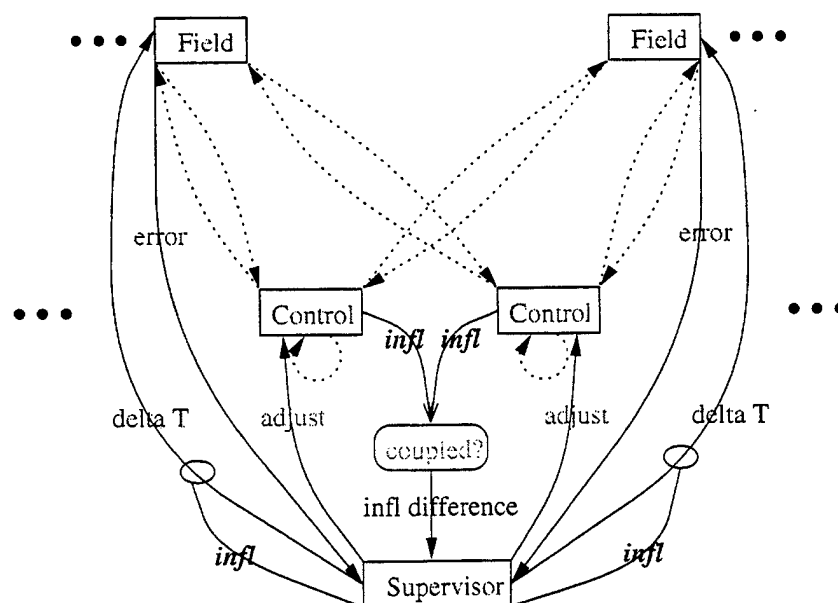 Field
Field
error
error
Control
Control
infl
infl
delta T
adjust
adjust
delta T
coupled?
infl difference
infl
infl
Supervisor